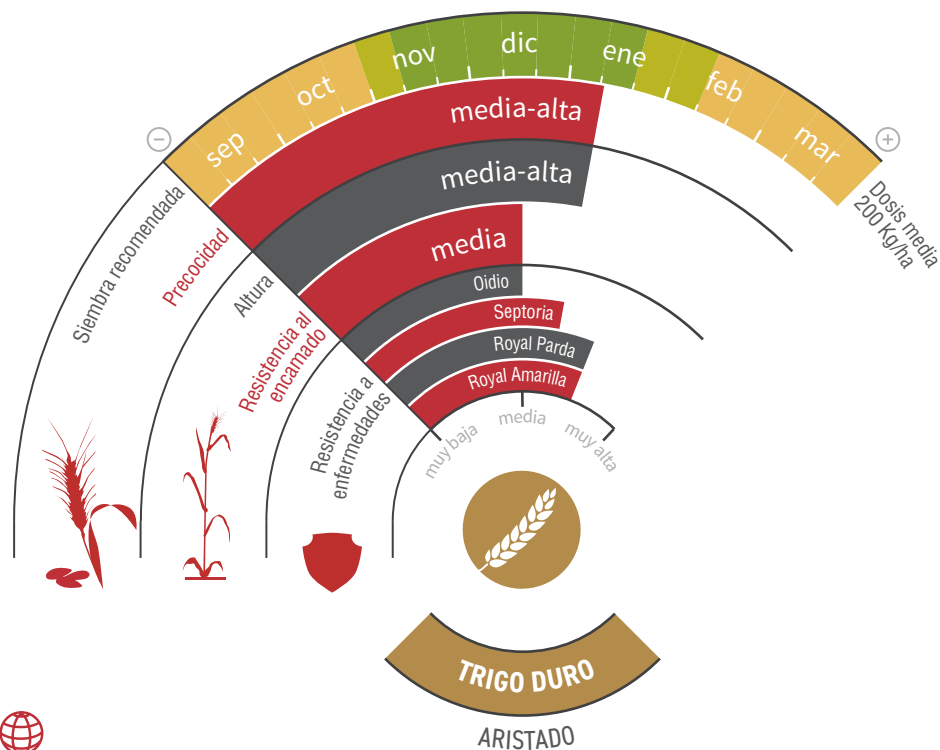 sep
oct
nov
dic
ene
feb
mar
−
+
Dosis media
200 Kg/ha
Siembra recomendada
Precocidad
media-alta
Altura
media-alta
Resistencia al
encamado
media
Resistencia a
enfermedades
Oidio
Septoria
Royal Parda
Royal Amarilla
muy baja
media
muy alta
TRIGO DURO
ARISTADO